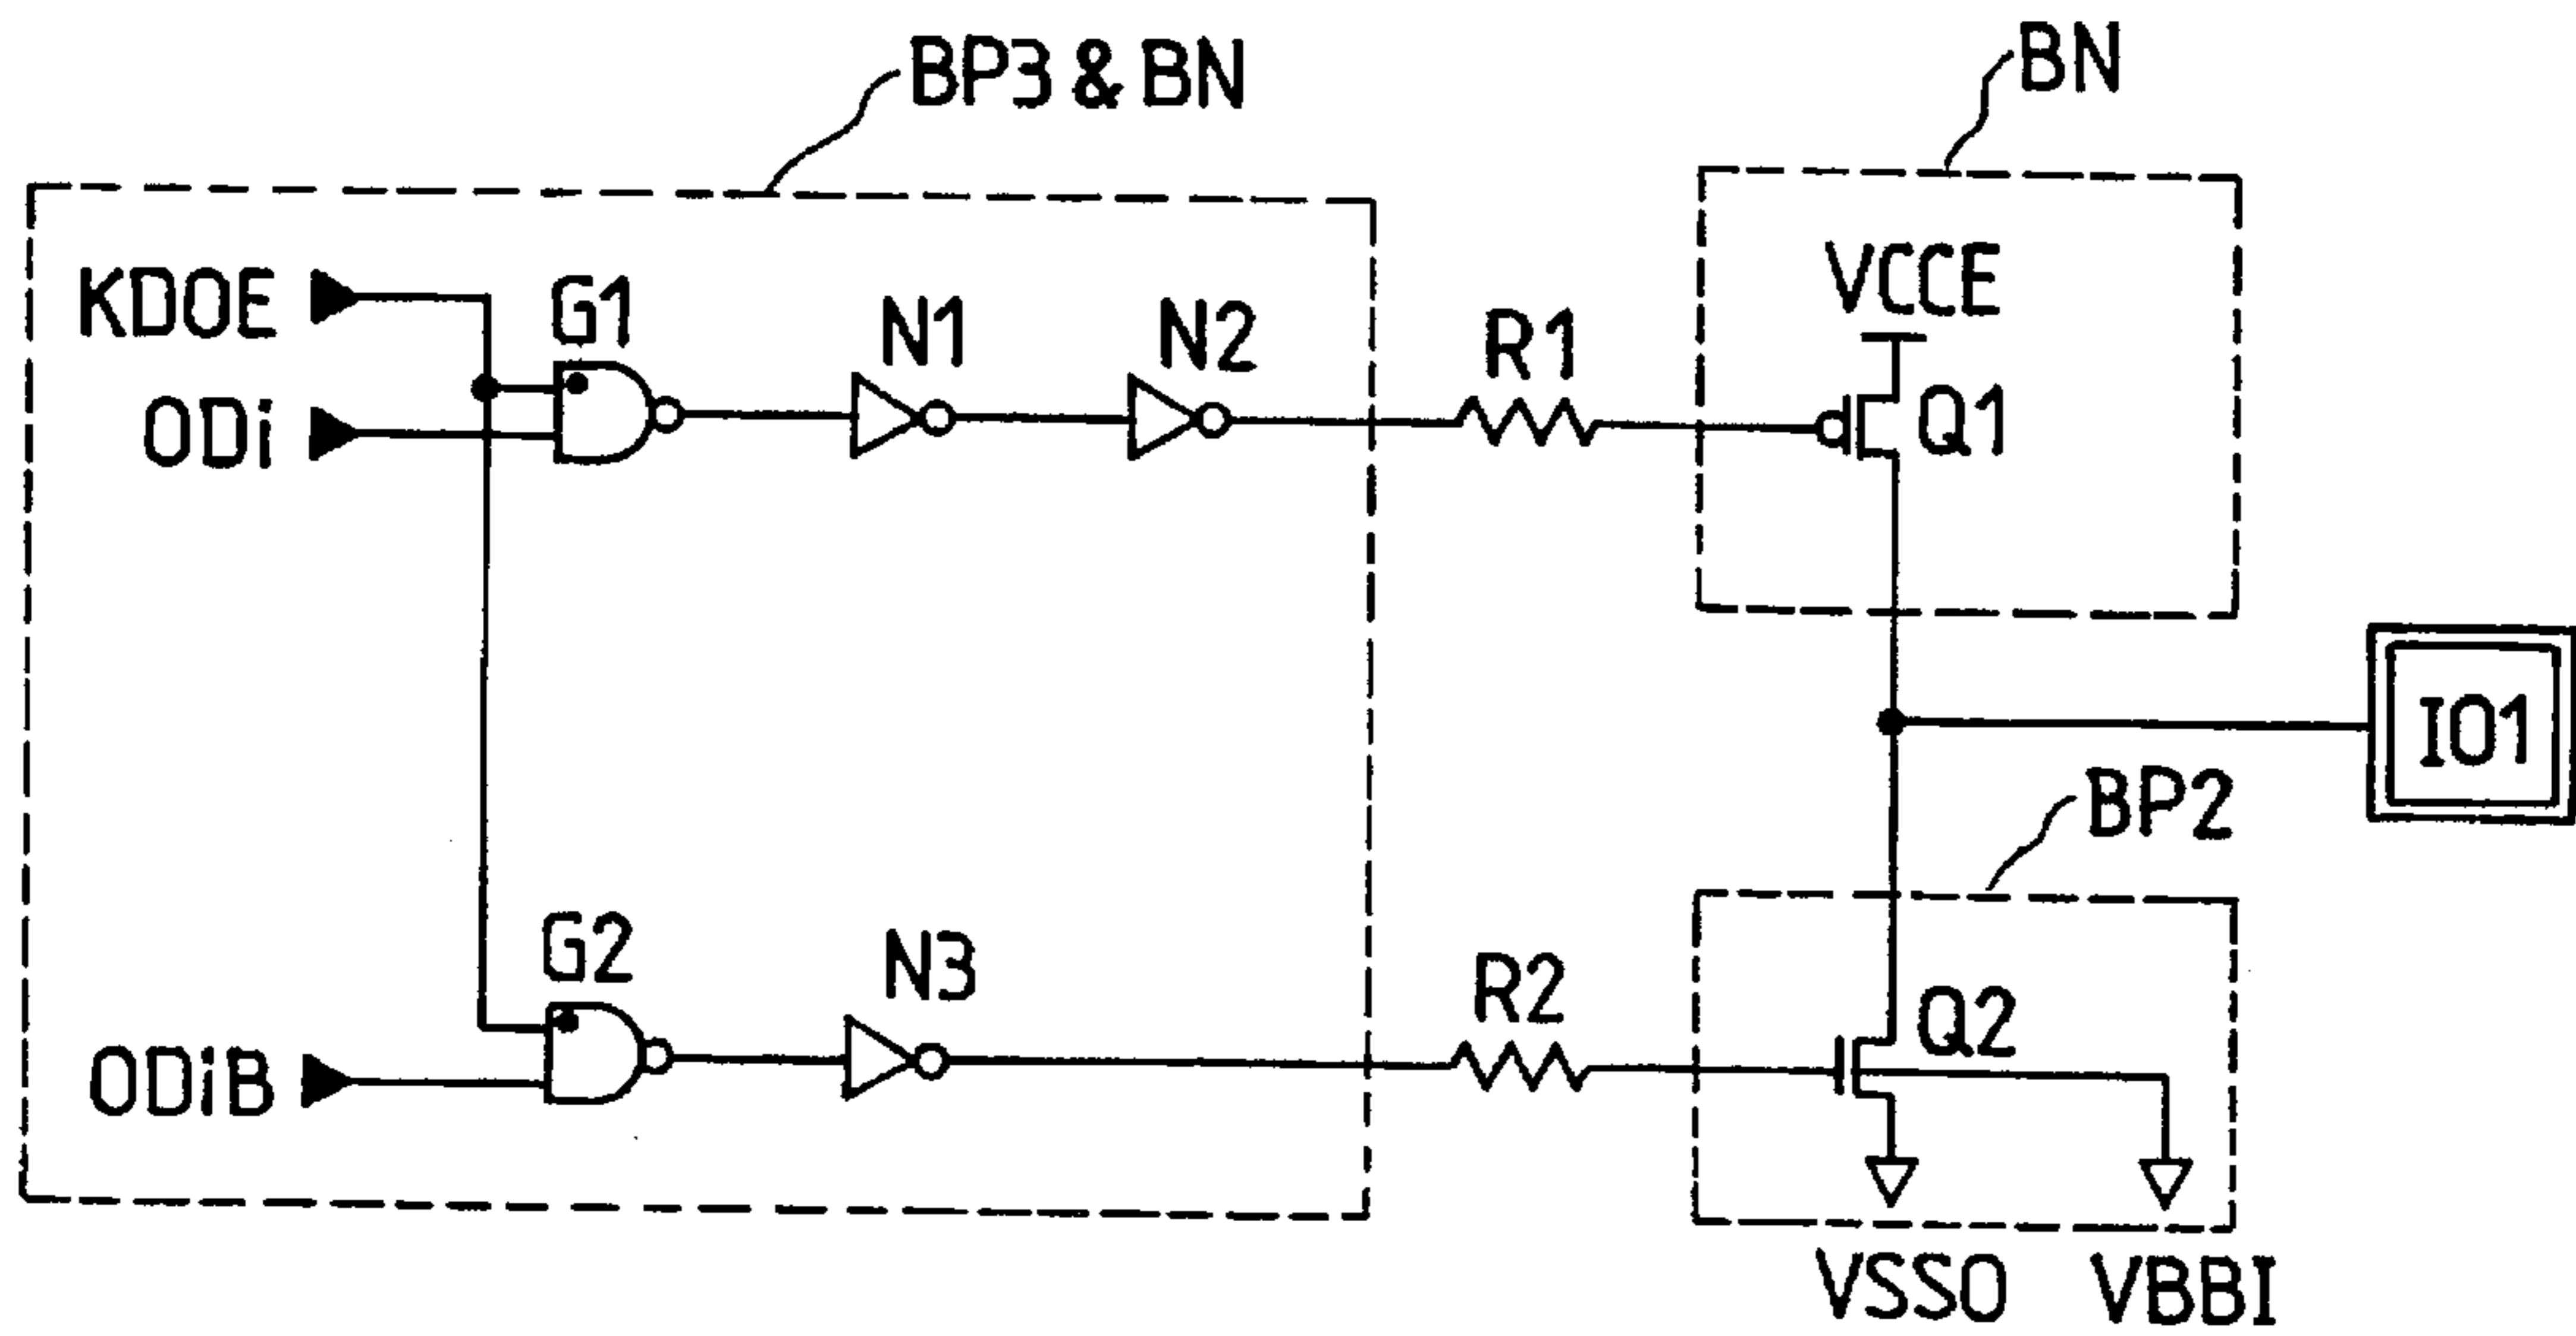 BP3 & BN
BN
KDOE
G1
N1
N2
R1
VCCE
ODi
Q1
IO1
BP2
G2
N3
R2
Q2
ODiB
VSSO
VBBI